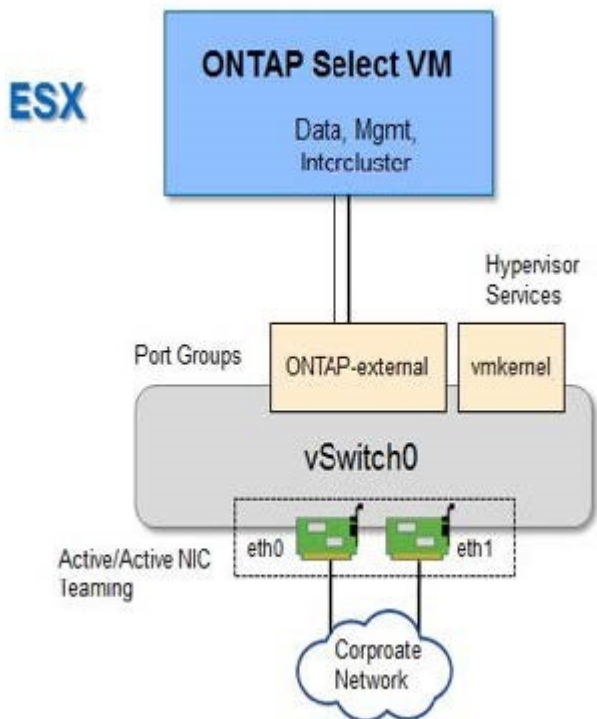 ONTAP Select VM
ESX
Data, Mgmt,
Intercluster
Hypervisor
Services
Port Groups
ONTAP-external
vmkernel
vSwitch0
eth0
eth1
Active/Active NIC
Teaming
Corproate
Network